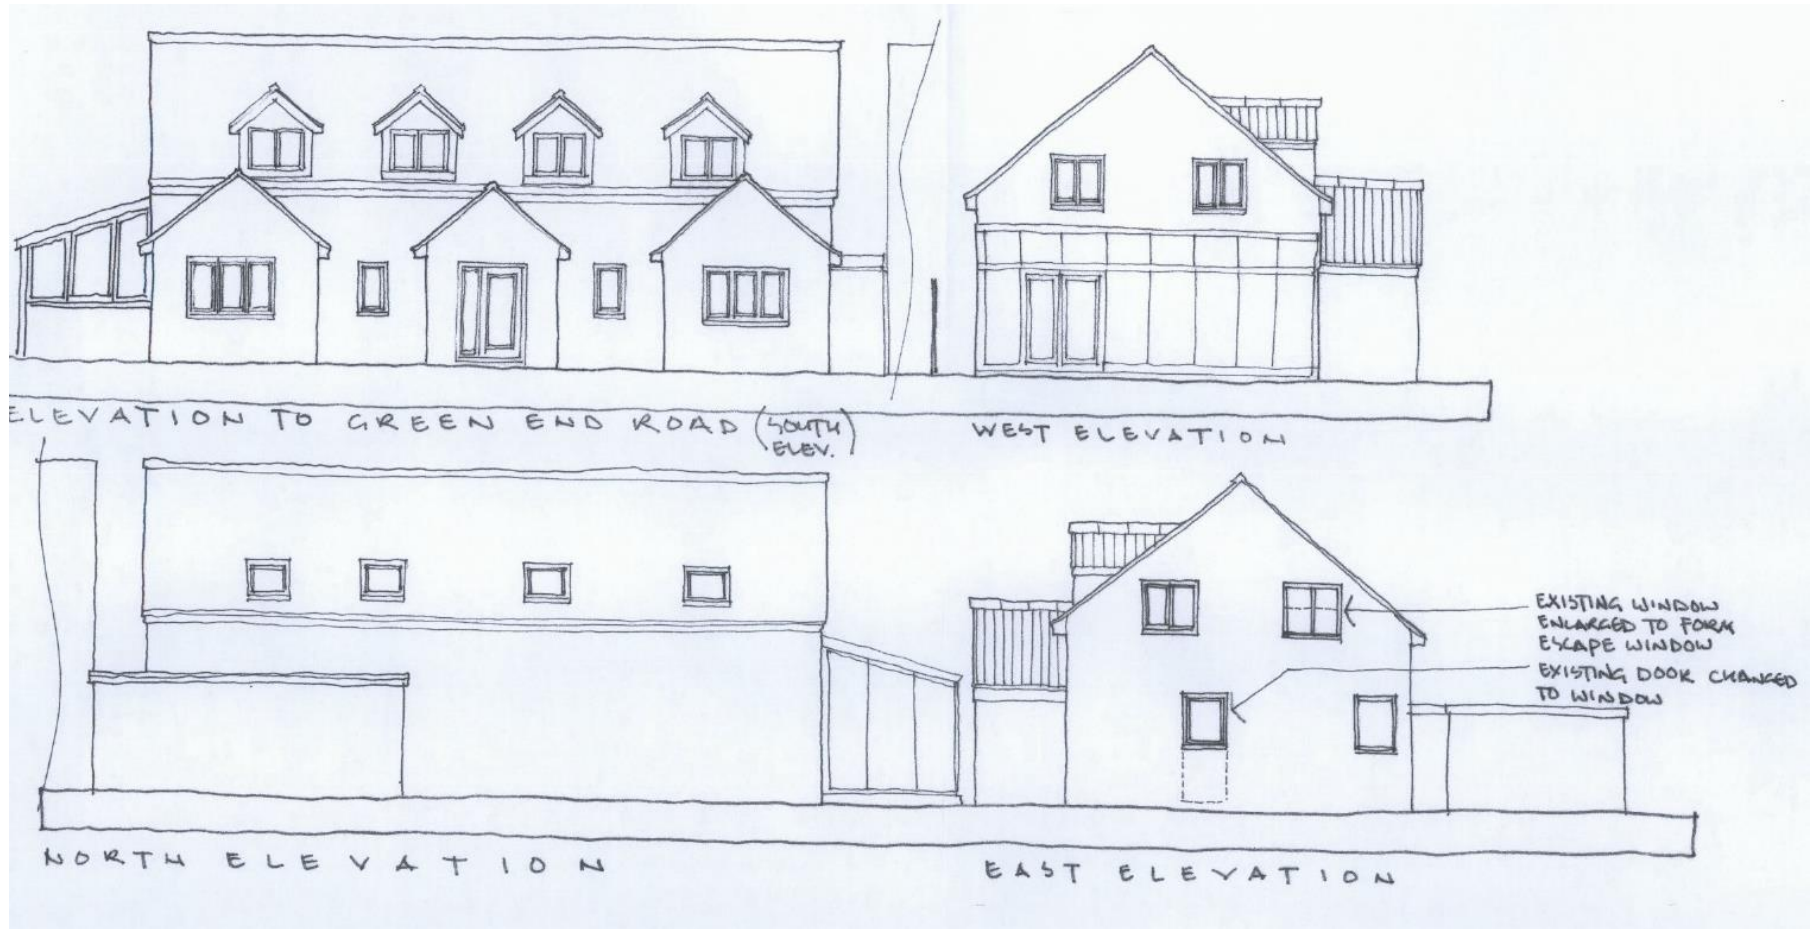 ELEVATION TO GREEN END ROAD (SOUTH
ELEV.)
WEST ELEVATION
EXISTING WINDOW
ENLARGED TO FORM
ESCAPE WINDOW
EXISTING DOOR CHANGED
TO WINDOW
NORTH ELEVATION
EAST ELEVATION